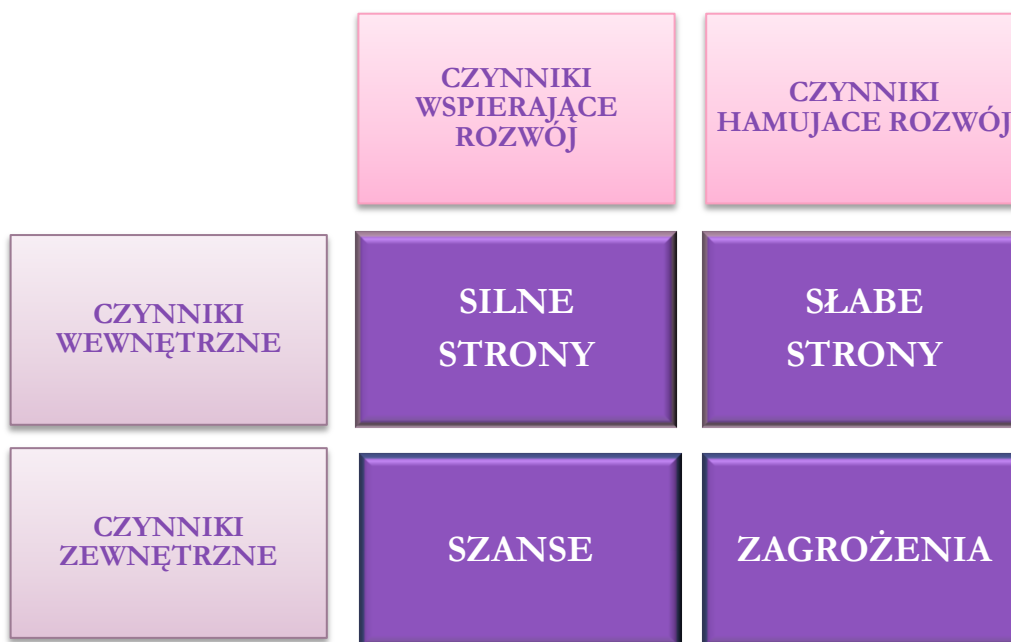 CZYNNIKI
WSPIERAJĄCE
ROZWÓJ
CZYNNIKI
HAMUJACE ROZWÓJ
CZYNNIKI
WEWNĘTRZNE
SILNE
STRONY
SŁABE
STRONY
CZYNNIKI
ZEWNĘTRZNE
SZANSE
ZAGROŻENIA